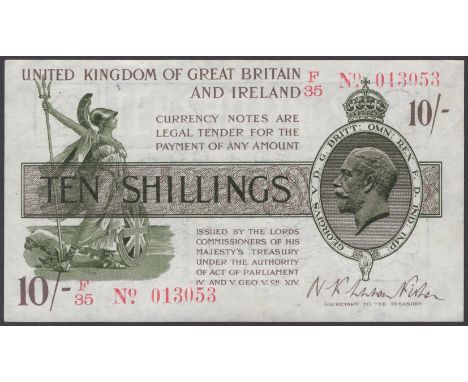 UNITED KINGDOM OF GREAT BRITAIN
AND IRELAND
F
35
No. 013053
10/-
CURRENCY NOTES ARE
LEGAL TENDER FOR THE
PAYMENT OF ANY AMOUNT
GEORGIVS V D. G. BRITT: OMN: REX F. D. IND: IMP:
TEN SHILLINGS
ISSUED BY THE LORDS
COMMISSIONERS OF HIS
MAJESTY'S TREASURY
UNDER THE AUTHORITY
OF ACT OF PARLIAMENT
IV. AND V. GEO. V. CH. XIV.
10/-
F
35
No. 013053
SECRETARY TO THE TREASURY